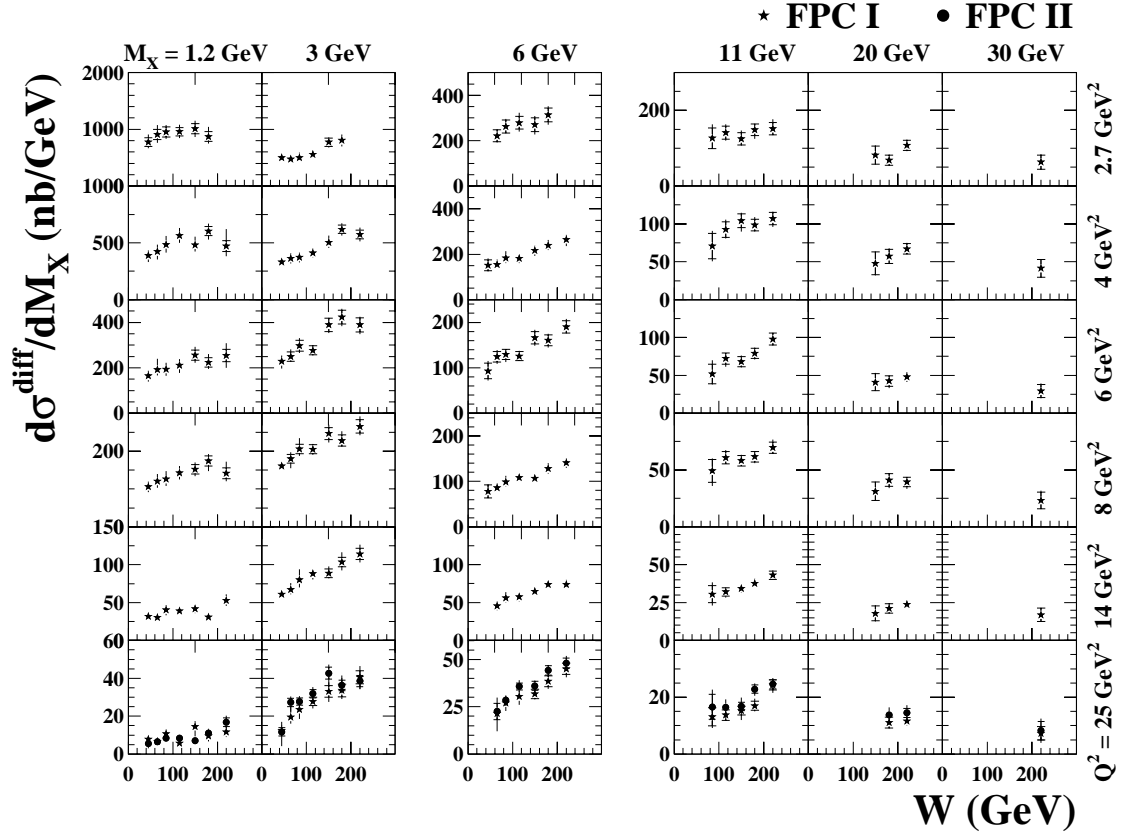 ★ FPC I ● FPC II
M_X = 1.2 GeV 3 GeV 6 GeV 11 GeV 20 GeV 30 GeV
dσ^diff/dM_X (nb/GeV)
2000 400 200 2.7 GeV²
1000 200
1000 0 0
400 100 4 GeV²
500 200 50
0 0 0
400 200 100 6 GeV²
200 100 50
0 0 0
200 200 50 8 GeV²
100
150 0 0
100 100 50 14 GeV²
50 50 25
60 0 0
40 50 40 Q² = 25 GeV²
20 25 20
0 0 0
0 100 200 0 100 200 0 100 200 0 100 200 0 100 200 0 100 200
W (GeV)